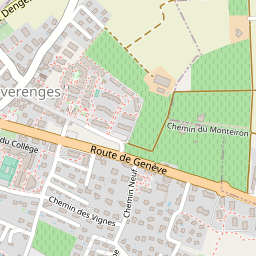 Denge
verenges
Chemin du Monteiron
du Collège
Route de Genève
Chemin Neuf
Chemin des Vignes